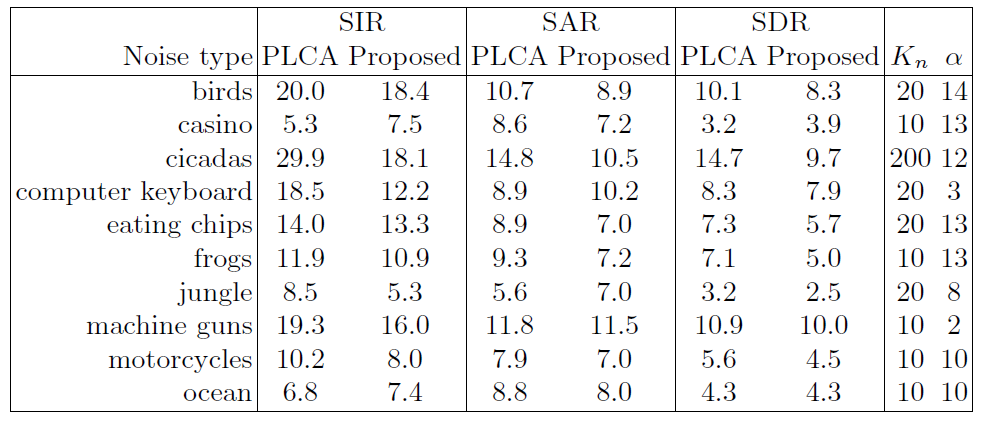 SIR SAR SDR
Noise type PLCA Proposed PLCA Proposed PLCA Proposed Kn α
birds 20.0 18.4 10.7 8.9 10.1 8.3 20 14
casino 5.3 7.5 8.6 7.2 3.2 3.9 10 13
cicadas 29.9 18.1 14.8 10.5 14.7 9.7 200 12
computer keyboard 18.5 12.2 8.9 10.2 8.3 7.9 20 3
eating chips 14.0 13.3 8.9 7.0 7.3 5.7 20 13
frogs 11.9 10.9 9.3 7.2 7.1 5.0 10 13
jungle 8.5 5.3 5.6 7.0 3.2 2.5 20 8
machine guns 19.3 16.0 11.8 11.5 10.9 10.0 10 2
motorcycles 10.2 8.0 7.9 7.0 5.6 4.5 10 10
ocean 6.8 7.4 8.8 8.0 4.3 4.3 10 10